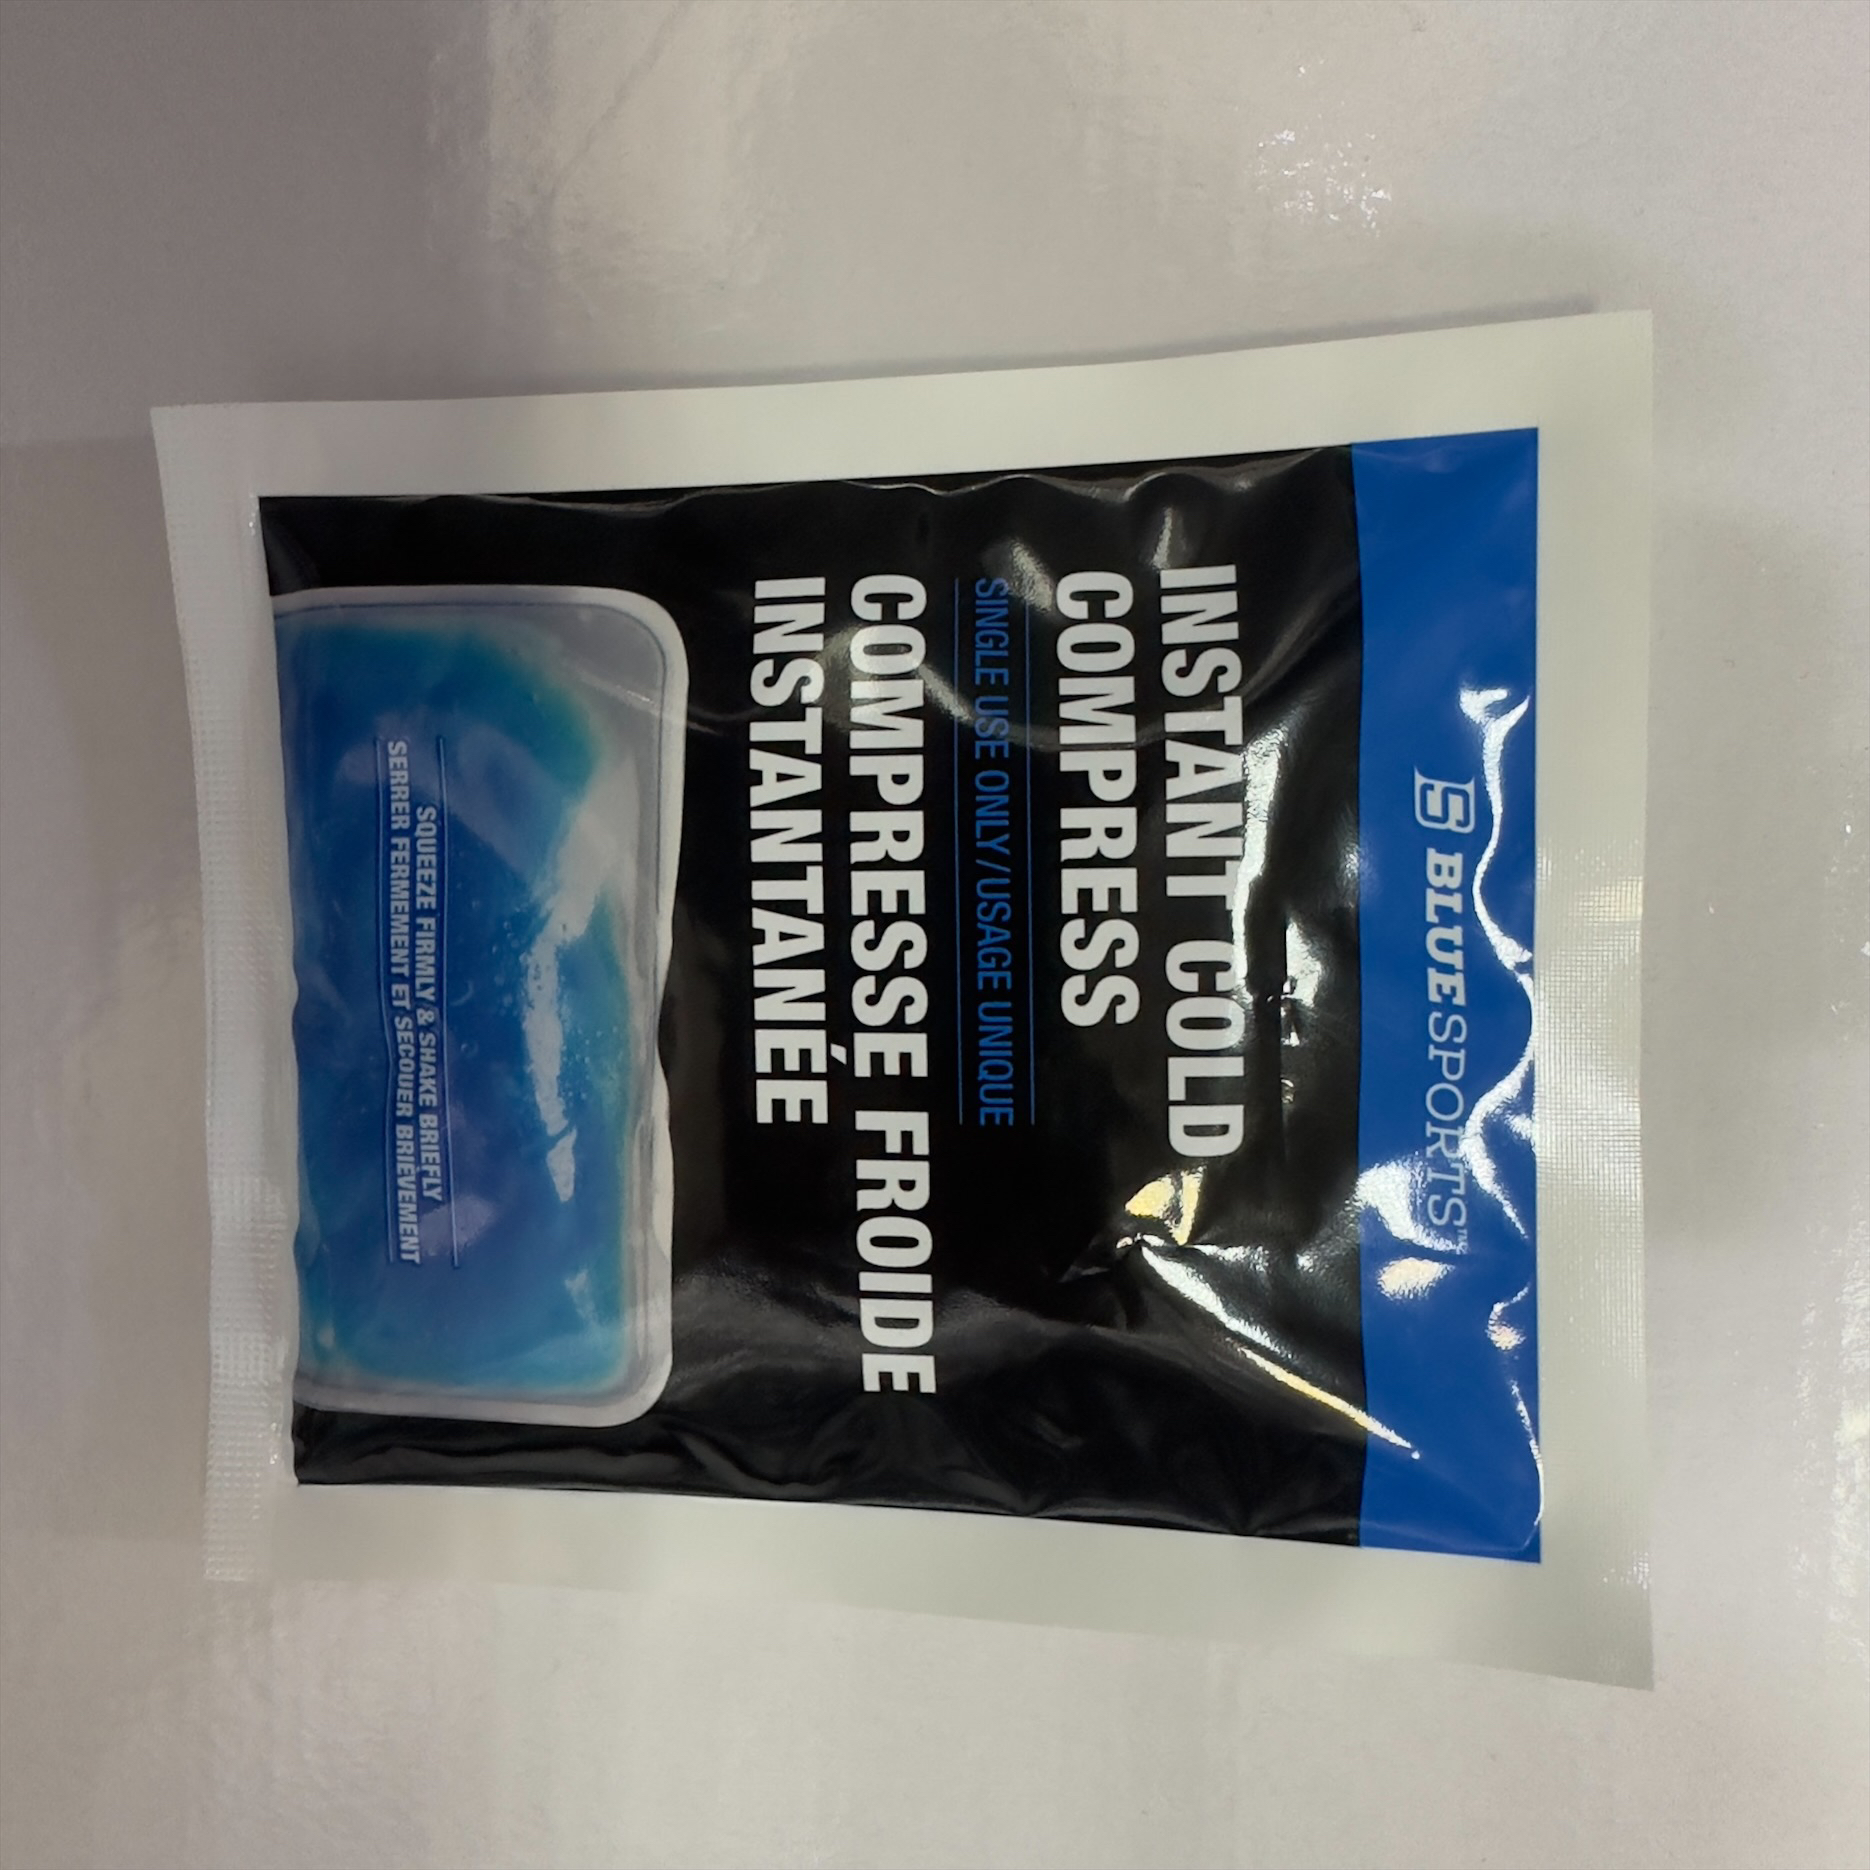 BLUESPORTS™
INSTANT COLD
COMPRESS
SINGLE USE ONLY/USAGE UNIQUE
COMPRESSE FROIDE
INSTANTANÉE
SQUEEZE FIRMLY & SHAKE BRIEFLY
SERRER FERMEMENT ET SECOUER BRIEVEMENT